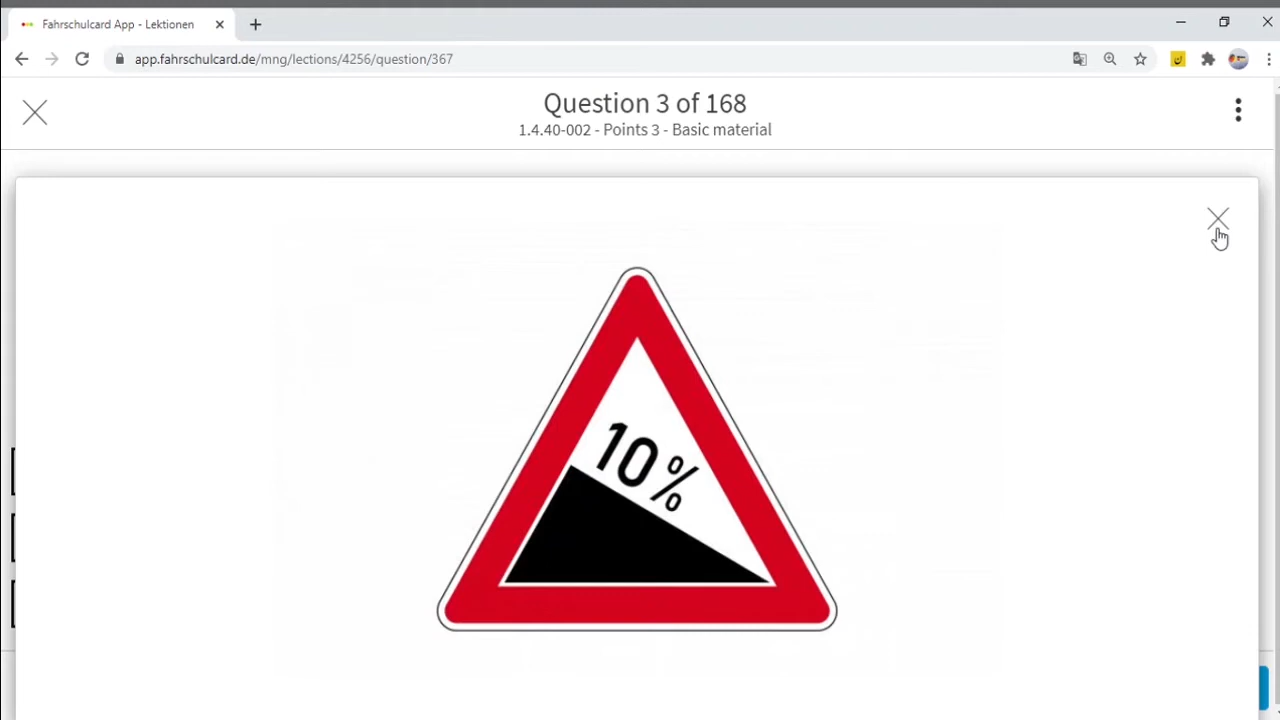 Fahrschulcard App - Lektionen
app.fahrschulcard.de/mng/lections/4256/question/367
Question 3 of 168
1.4.40-002 - Points 3 - Basic material
10%